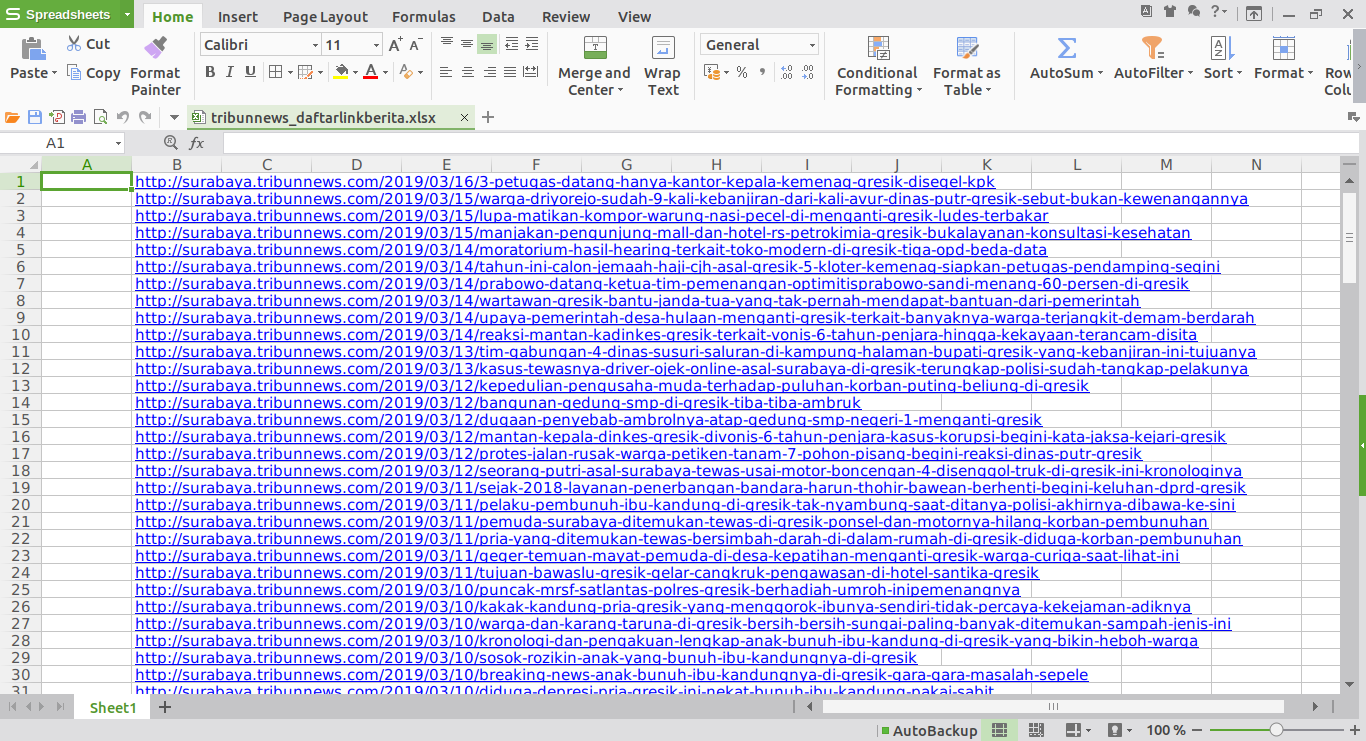 Spreadsheets Home Insert Page Layout Formulas Data Review View
Paste Cut Copy Format Painter Calibri 11 Merge and Center Wrap Text General Conditional Formatting Format as Table AutoSum AutoFilter Sort Format
tribunnews_daftarlinkberita.xlsx
A1 fx
A B C D E F G H I J K L M N
1 http://surabaya.tribunnews.com/2019/03/16/3-petugas-datang-hanya-kantor-kepala-kemenag-gresik-disegel-kpk
2 http://surabaya.tribunnews.com/2019/03/15/warga-driyorejo-sudah-9-kali-kebanjiran-dari-kali-avur-dinas-putr-gresik-sebut-bukan-kewenangannya
3 http://surabaya.tribunnews.com/2019/03/15/lupa-matikan-kompor-warung-nasi-pecel-di-menganti-gresik-ludes-terbakar
4 http://surabaya.tribunnews.com/2019/03/15/manjakan-pengunjung-mall-dan-hotel-rs-petrokimia-gresik-bukalayanan-konsultasi-kesehatan
5 http://surabaya.tribunnews.com/2019/03/14/moratorium-hasil-hearing-terkait-toko-modern-di-gresik-tiga-opd-beda-data
6 http://surabaya.tribunnews.com/2019/03/14/tahun-ini-calon-jemaah-haji-cjh-asal-gresik-5-kloter-kemenag-siapkan-petugas-pendamping-segini
7 http://surabaya.tribunnews.com/2019/03/14/prabowo-datang-ketua-tim-pemenangan-optimitisprabowo-sandi-menang-60-persen-di-gresik
8 http://surabaya.tribunnews.com/2019/03/14/wartawan-gresik-bantu-janda-tua-yang-tak-pernah-mendapat-bantuan-dari-pemerintah
9 http://surabaya.tribunnews.com/2019/03/14/upaya-pemerintah-desa-hulaan-menganti-gresik-terkait-banyaknya-warga-terjangkit-demam-berdarah
10 http://surabaya.tribunnews.com/2019/03/14/reaksi-mantan-kadinkes-gresik-terkait-vonis-6-tahun-penjara-hingga-kekayaan-terancam-disita
11 http://surabaya.tribunnews.com/2019/03/13/tim-gabungan-4-dinas-susuri-saluran-di-kampung-halaman-bupati-gresik-yang-kebanjiran-ini-tujuanya
12 http://surabaya.tribunnews.com/2019/03/13/kasus-tewasnya-driver-ojek-online-asal-surabaya-di-gresik-terungkap-polisi-sudah-tangkap-pelakunya
13 http://surabaya.tribunnews.com/2019/03/12/kepedulian-pengusaha-muda-terhadap-puluhan-korban-puting-beliung-di-gresik
14 http://surabaya.tribunnews.com/2019/03/12/bangunan-gedung-smp-di-gresik-tiba-tiba-ambruk
15 http://surabaya.tribunnews.com/2019/03/12/dugaan-penyebab-ambrolnya-atap-gedung-smp-negeri-1-menganti-gresik
16 http://surabaya.tribunnews.com/2019/03/12/mantan-kepala-dinkes-gresik-divonis-6-tahun-penjara-kasus-korupsi-begini-kata-jaksa-kejari-gresik
17 http://surabaya.tribunnews.com/2019/03/12/protes-jalan-rusak-warga-petiken-tanam-7-pohon-pisang-begini-reaksi-dinas-putr-gresik
18 http://surabaya.tribunnews.com/2019/03/12/seorang-putri-asal-surabaya-tewas-usai-motor-boncengan-4-disenggol-truk-di-gresik-ini-kronologinya
19 http://surabaya.tribunnews.com/2019/03/11/sejak-2018-layanan-penerbangan-bandara-harun-thohir-bawean-berhenti-begini-keluhan-dprd-gresik
20 http://surabaya.tribunnews.com/2019/03/11/pelaku-pembunuh-ibu-kandung-di-gresik-tak-nyambung-saat-ditanya-polisi-akhirnya-dibawa-ke-sini
21 http://surabaya.tribunnews.com/2019/03/11/pemuda-surabaya-ditemukan-tewas-di-gresik-ponsel-dan-motornya-hilang-korban-pembunuhan
22 http://surabaya.tribunnews.com/2019/03/11/pria-yang-ditemukan-tewas-bersimbah-darah-di-dalam-rumah-di-gresik-diduga-korban-pembunuhan
23 http://surabaya.tribunnews.com/2019/03/11/geger-temuan-mayat-pemuda-di-desa-kepatihan-menganti-gresik-warga-curiga-saat-lihat-ini
24 http://surabaya.tribunnews.com/2019/03/11/tujuan-bawaslu-gresik-gelar-cangkruk-pengawasan-di-hotel-santika-gresik
25 http://surabaya.tribunnews.com/2019/03/10/puncak-mrsf-satlantas-polres-gresik-berhadiah-umroh-inipemenangnya
26 http://surabaya.tribunnews.com/2019/03/10/kakak-kandung-pria-gresik-yang-menggorok-ibunya-sendiri-tidak-percaya-kekejaman-adiknya
27 http://surabaya.tribunnews.com/2019/03/10/warga-dan-karang-taruna-di-gresik-bersih-bersih-sungai-paling-banyak-ditemukan-sampah-jenis-ini
28 http://surabaya.tribunnews.com/2019/03/10/kronologi-dan-pengakuan-lengkap-anak-bunuh-ibu-kandung-di-gresik-yang-bikin-heboh-warga
29 http://surabaya.tribunnews.com/2019/03/10/sosok-rozikin-anak-yang-bunuh-ibu-kandungnya-di-gresik
30 http://surabaya.tribunnews.com/2019/03/10/breaking-news-anak-bunuh-ibu-kandungnya-di-gresik-gara-gara-masalah-sepele
31 http://surabaya.tribunnews.com/2019/03/10/diduga-depresi-pria-gresik-ini-nekat-bunuh-ibu-kandung-pakai-sabit
Sheet1
AutoBackup 100 %